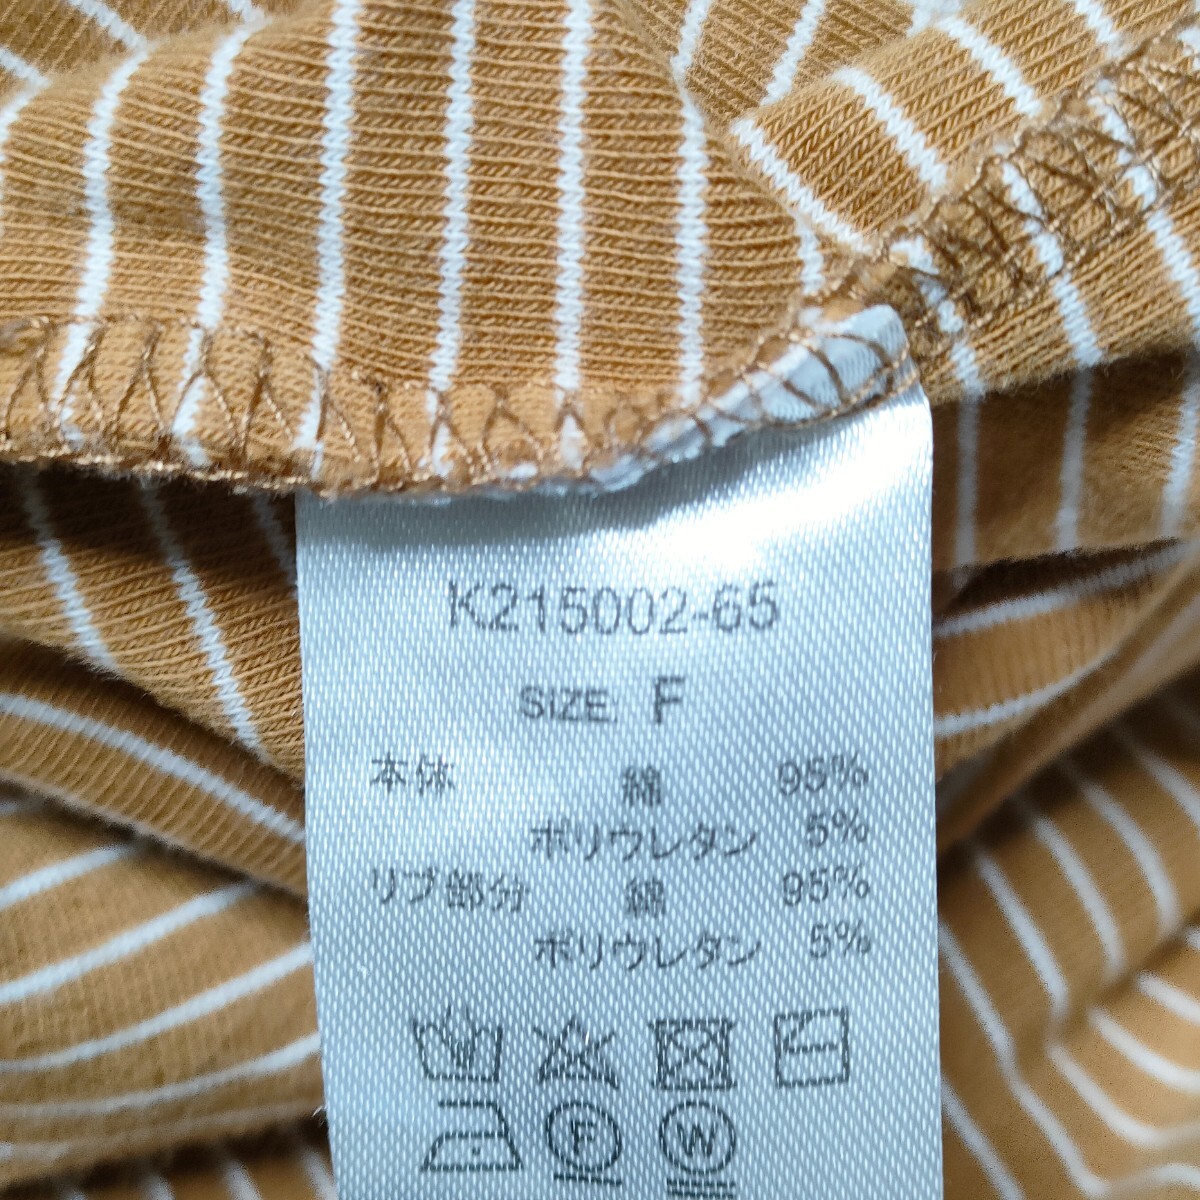 K215002-65
SIZE F
本体 綿 95%
ポリウレタン 5%
リブ部分 綿 95%
ポリウレタン 5%
F W